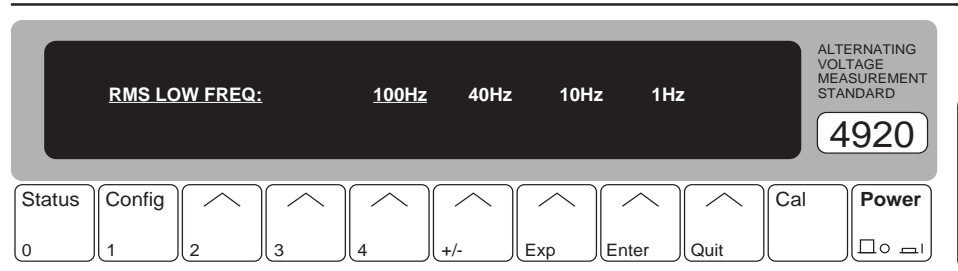 RMS LOW FREQ: 100Hz 40Hz 10Hz 1Hz
ALTERNATING
VOLTAGE
MEASUREMENT
STANDARD
4920
Status Config Cal Power
0 1 2 3 4 +/- Exp Enter Quit